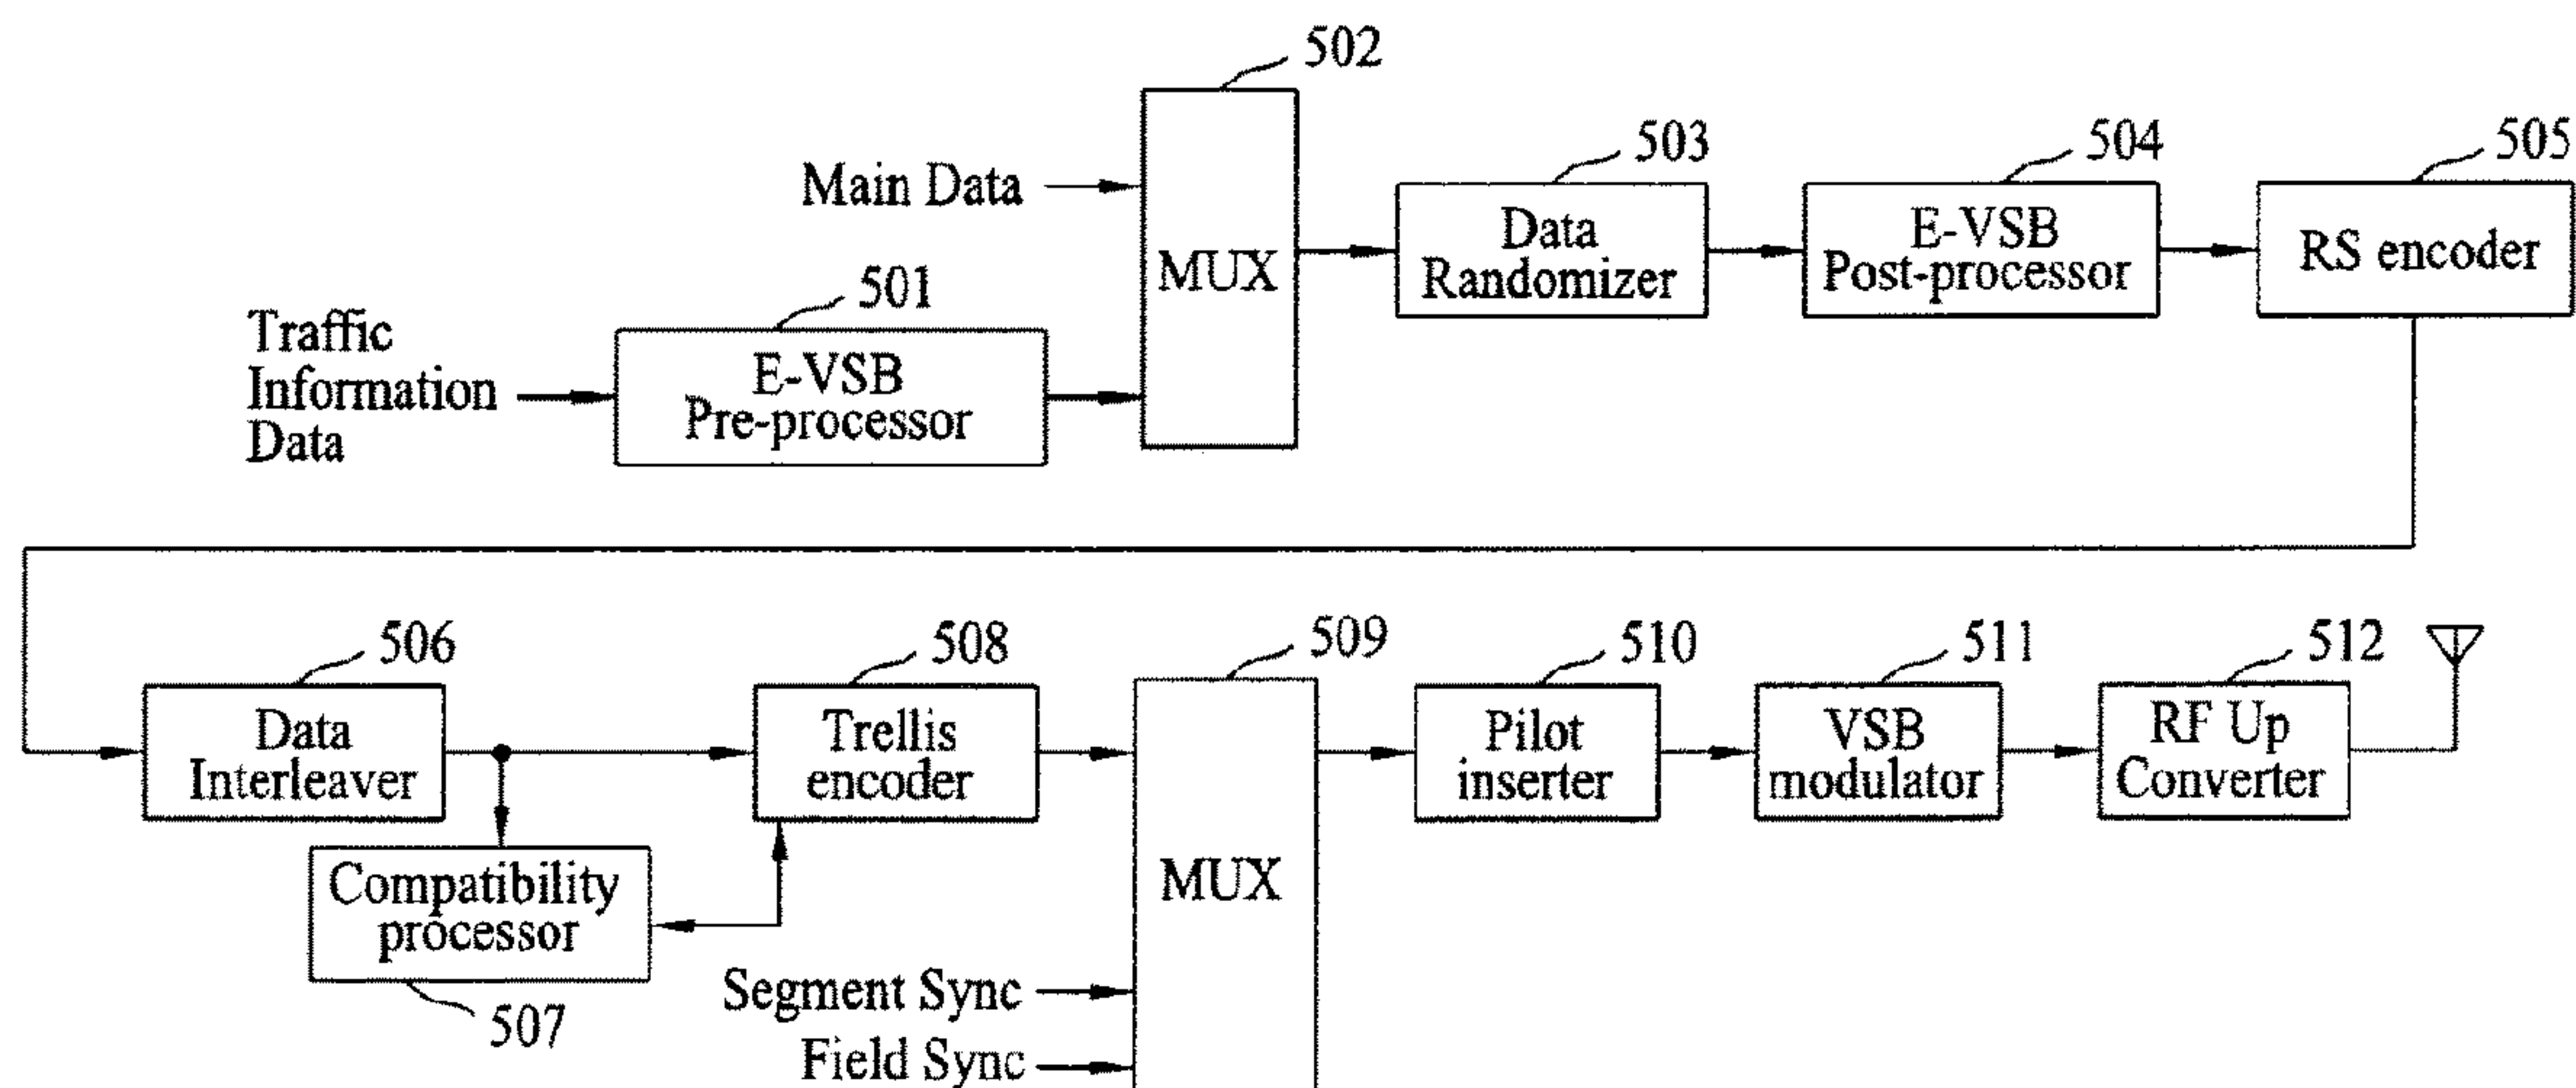 502
503
504
505
Main Data
MUX
Data
Randomizer
E-VSB
Post-processor
RS encoder
501
Traffic
Information
Data
E-VSB
Pre-processor
506
508
509
510
511
512
Data
Interleaver
Trellis
encoder
MUX
Pilot
inserter
VSB
modulator
RF Up
Converter
Compatibility
processor
507
Segment Sync
Field Sync